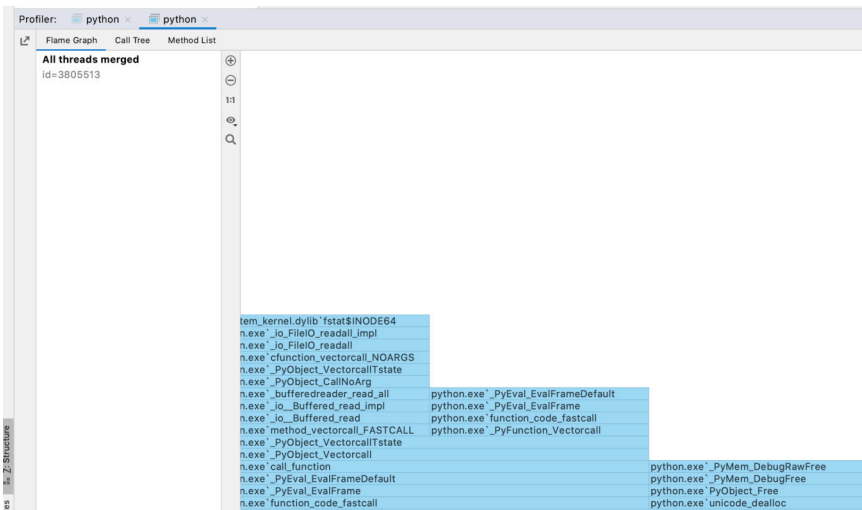 Profiler: python × python ×
Flame Graph Call Tree Method List
All threads merged
id=3805513
1:1
tem_kernel.dylib`fstat$INODE64
n.exe`_io_FileIO_readall_impl
n.exe`_io_FileIO_readall
n.exe`cfunction_vectorcall_NOARGS
n.exe`_PyObject_VectorcallTstate
n.exe`_PyObject_CallNoArg
n.exe`_bufferedreader_read_all python.exe`_PyEval_EvalFrameDefault
n.exe`_io__Buffered_read_impl python.exe`_PyEval_EvalFrame
n.exe`_io__Buffered_read python.exe`function_code_fastcall
n.exe`method_vectorcall_FASTCALL python.exe`_PyFunction_Vectorcall
n.exe`_PyObject_VectorcallTstate
n.exe`_PyObject_Vectorcall
n.exe`call_function python.exe`_PyMem_DebugRawFree
n.exe`_PyEval_EvalFrameDefault python.exe`_PyMem_DebugFree
n.exe`_PyEval_EvalFrame python.exe`PyObject_Free
n.exe`function_code_fastcall python.exe`unicode_dealloc
Z: Structure
es